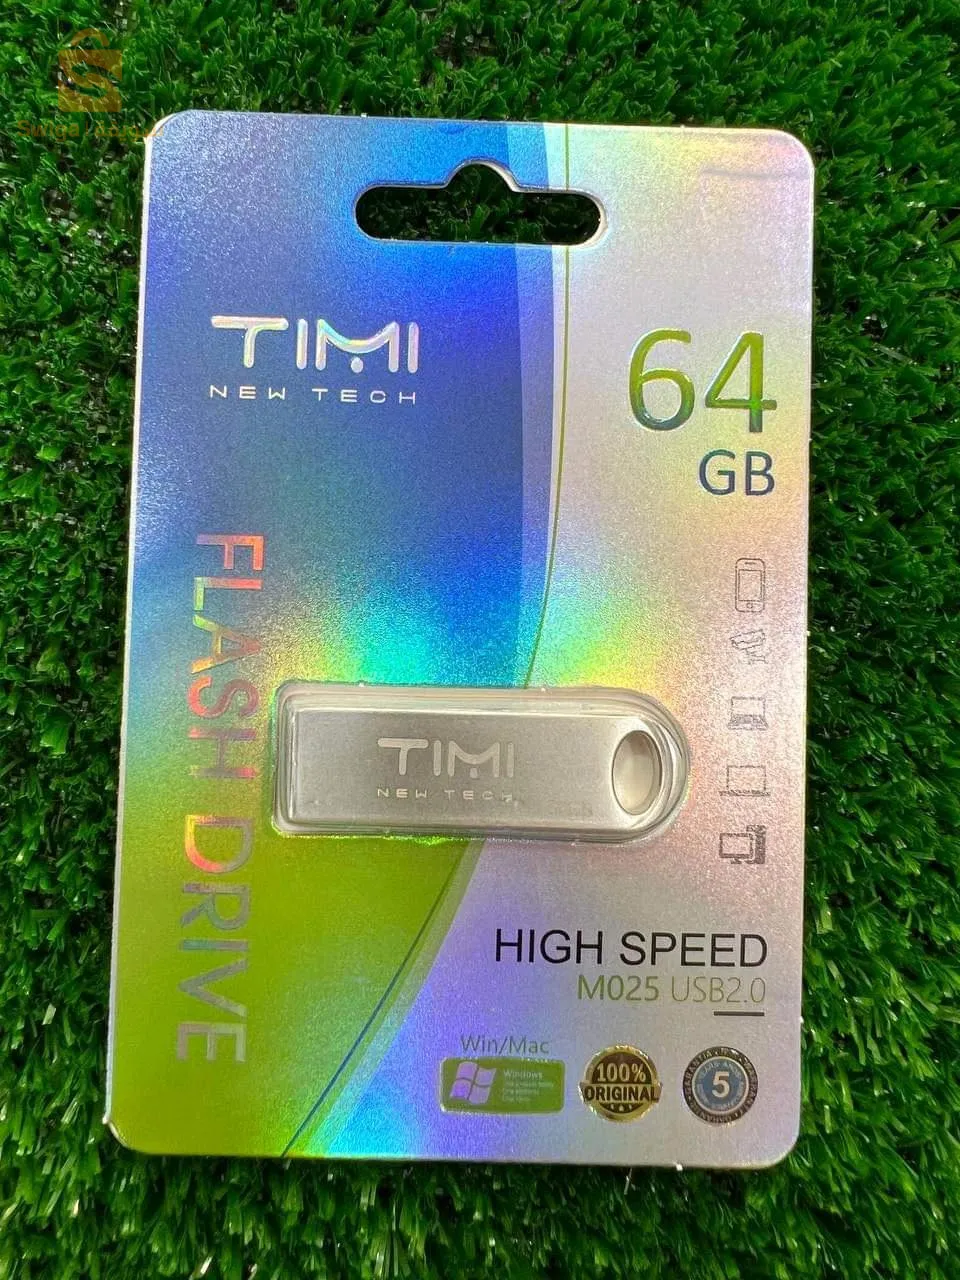 TIMI
NEW TECH
64
GB
FLASH DRIVE
TIMI
NEW TECH
HIGH SPEED
M025 USB2.0
Win/Mac
Windows
100%
ORIGINAL
5